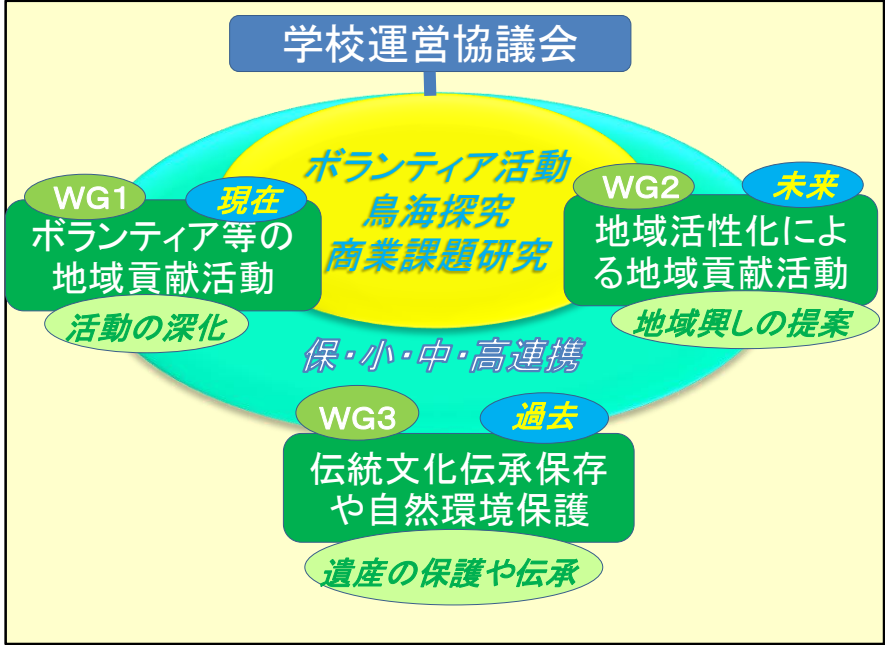 学校運営協議会
ボランティア活動
鳥海探究
商業課題研究
WG1
現在
ボランティア等の
地域貢献活動
活動の深化
WG2
未来
地域活性化によ
る地域貢献活動
地域興しの提案
保・小・中・高連携
WG3
過去
伝統文化伝承保存
や自然環境保護
遺産の保護や伝承